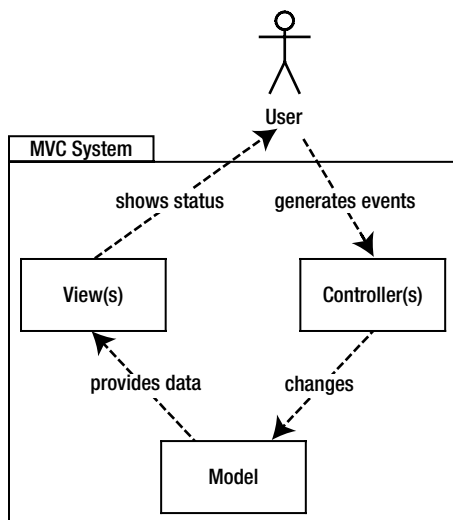 User
MVC System
shows status
generates events
View(s)
Controller(s)
provides data
changes
Model